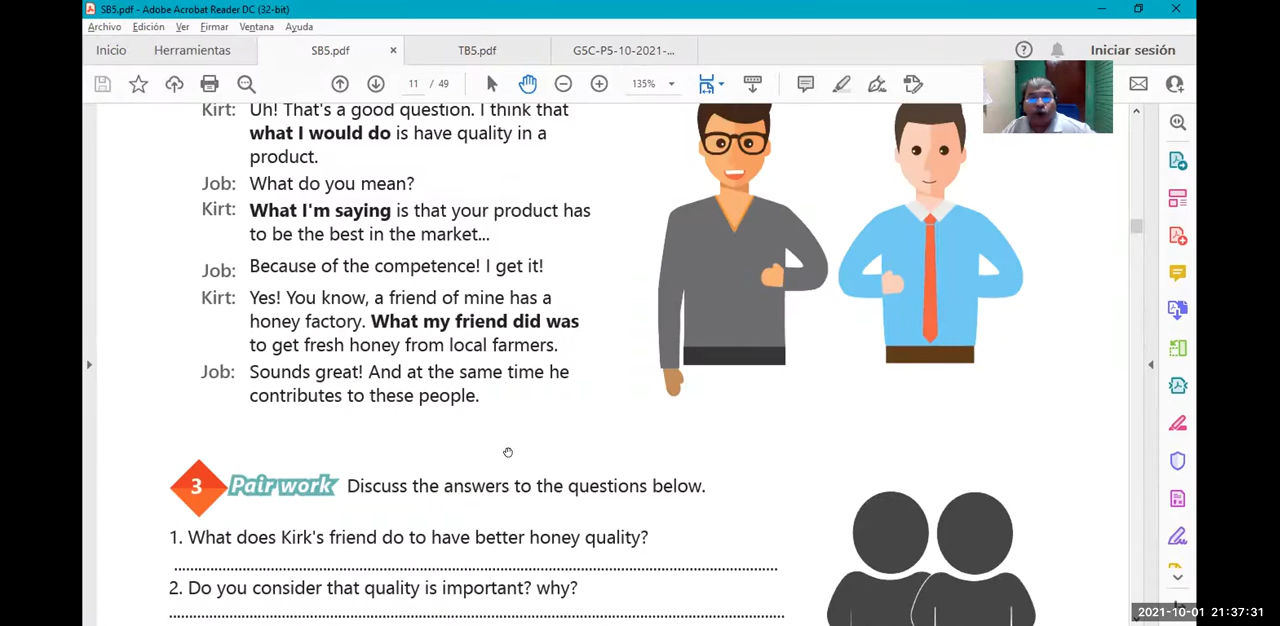 SB5.pdf - Adobe Acrobat Reader DC (32-bit)
Archivo Edición Ver Firmar Ventana Ayuda
Inicio Herramientas SB5.pdf × TB5.pdf G5C-P5-10-2021-... Iniciar sesión
11 / 49 135%
Kirt: Uh! That's a good question. I think that
what I would do is have quality in a
product.
Job: What do you mean?
Kirt: What I'm saying is that your product has
to be the best in the market...
Job: Because of the competence! I get it!
Kirt: Yes! You know, a friend of mine has a
honey factory. What my friend did was
to get fresh honey from local farmers.
Job: Sounds great! And at the same time he
contributes to these people.
3 Pair work Discuss the answers to the questions below.
1. What does Kirk's friend do to have better honey quality?
2. Do you consider that quality is important? why?
2021-10-01 21:37:31